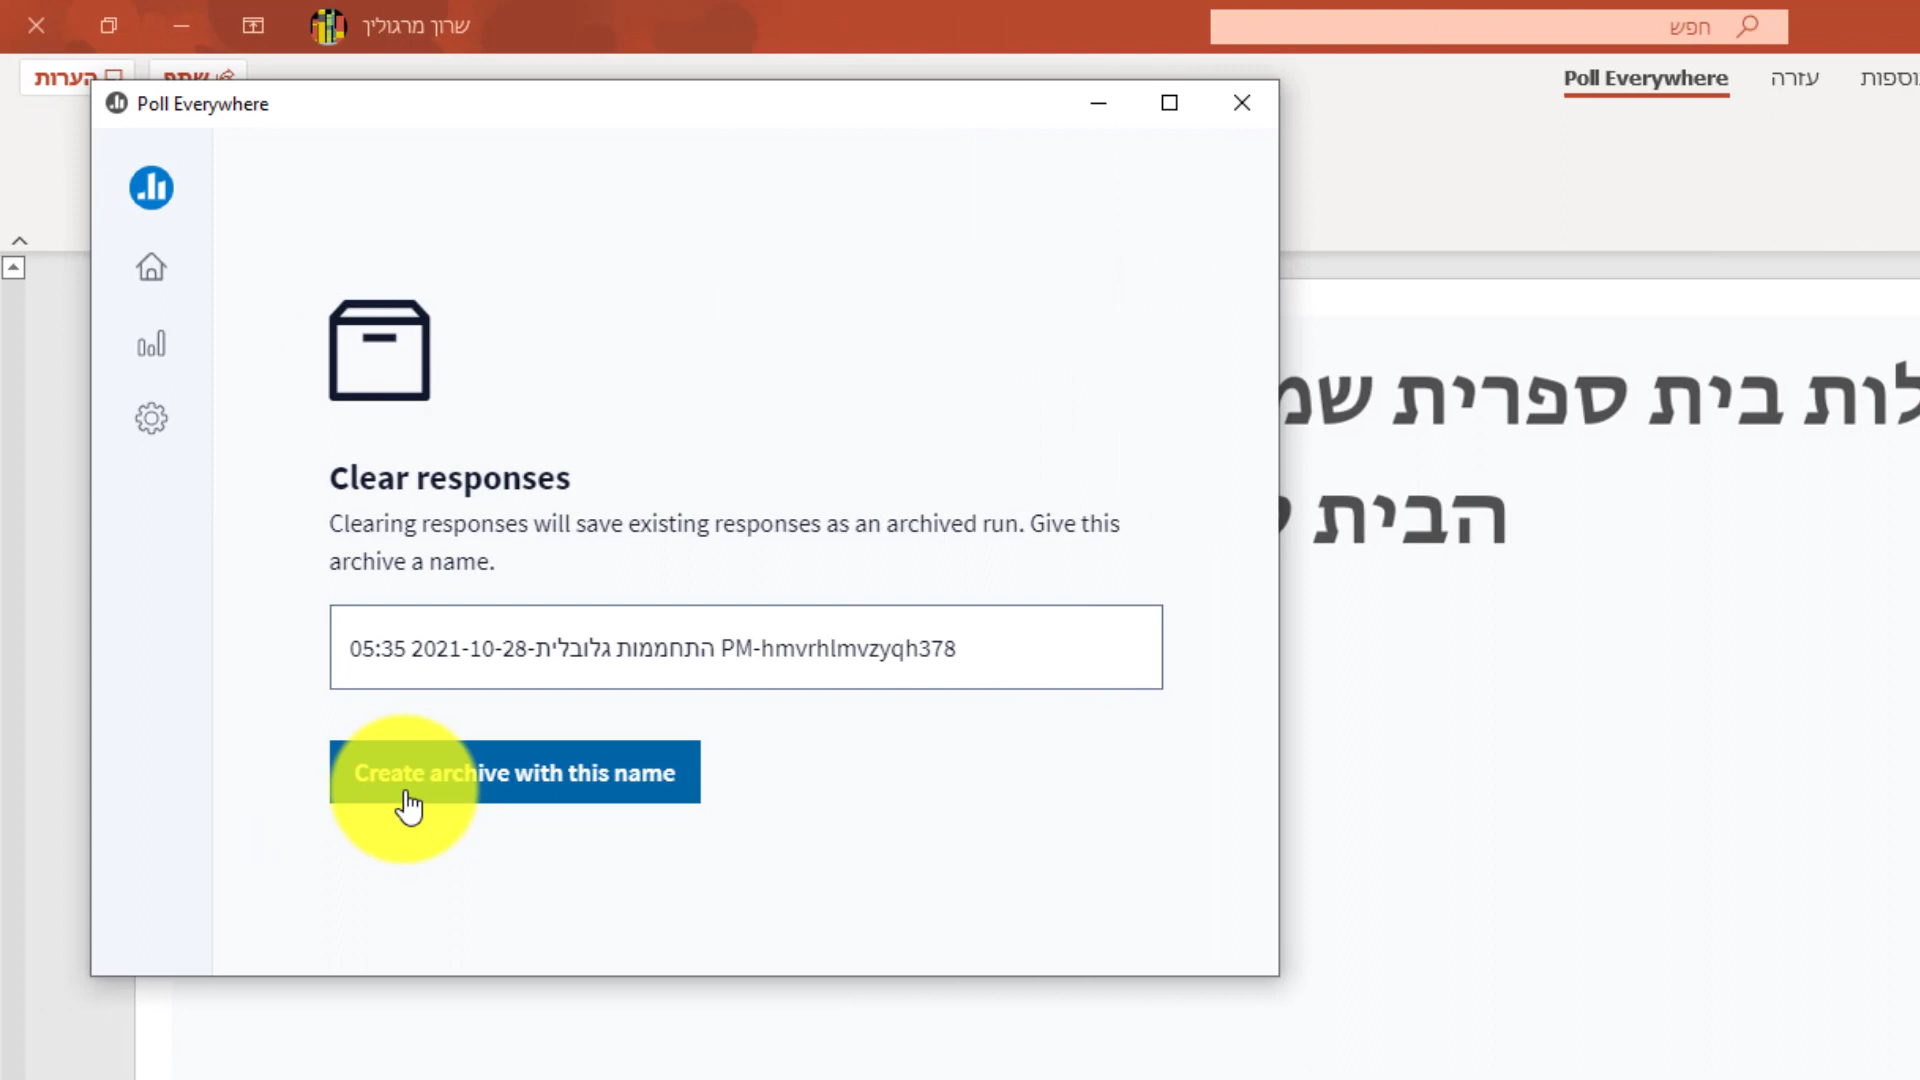 שרון מרגולין
חפש
הערות
שתף
Poll Everywhere
עזרה
Poll Everywhere
בית ספרית
הבית
Clear responses
Clearing responses will save existing responses as an archived run. Give this
archive a name.
05:35 2021-10-28-התחממות גלובלית PM-hmvrhlmvzyqh378
Create archive with this name